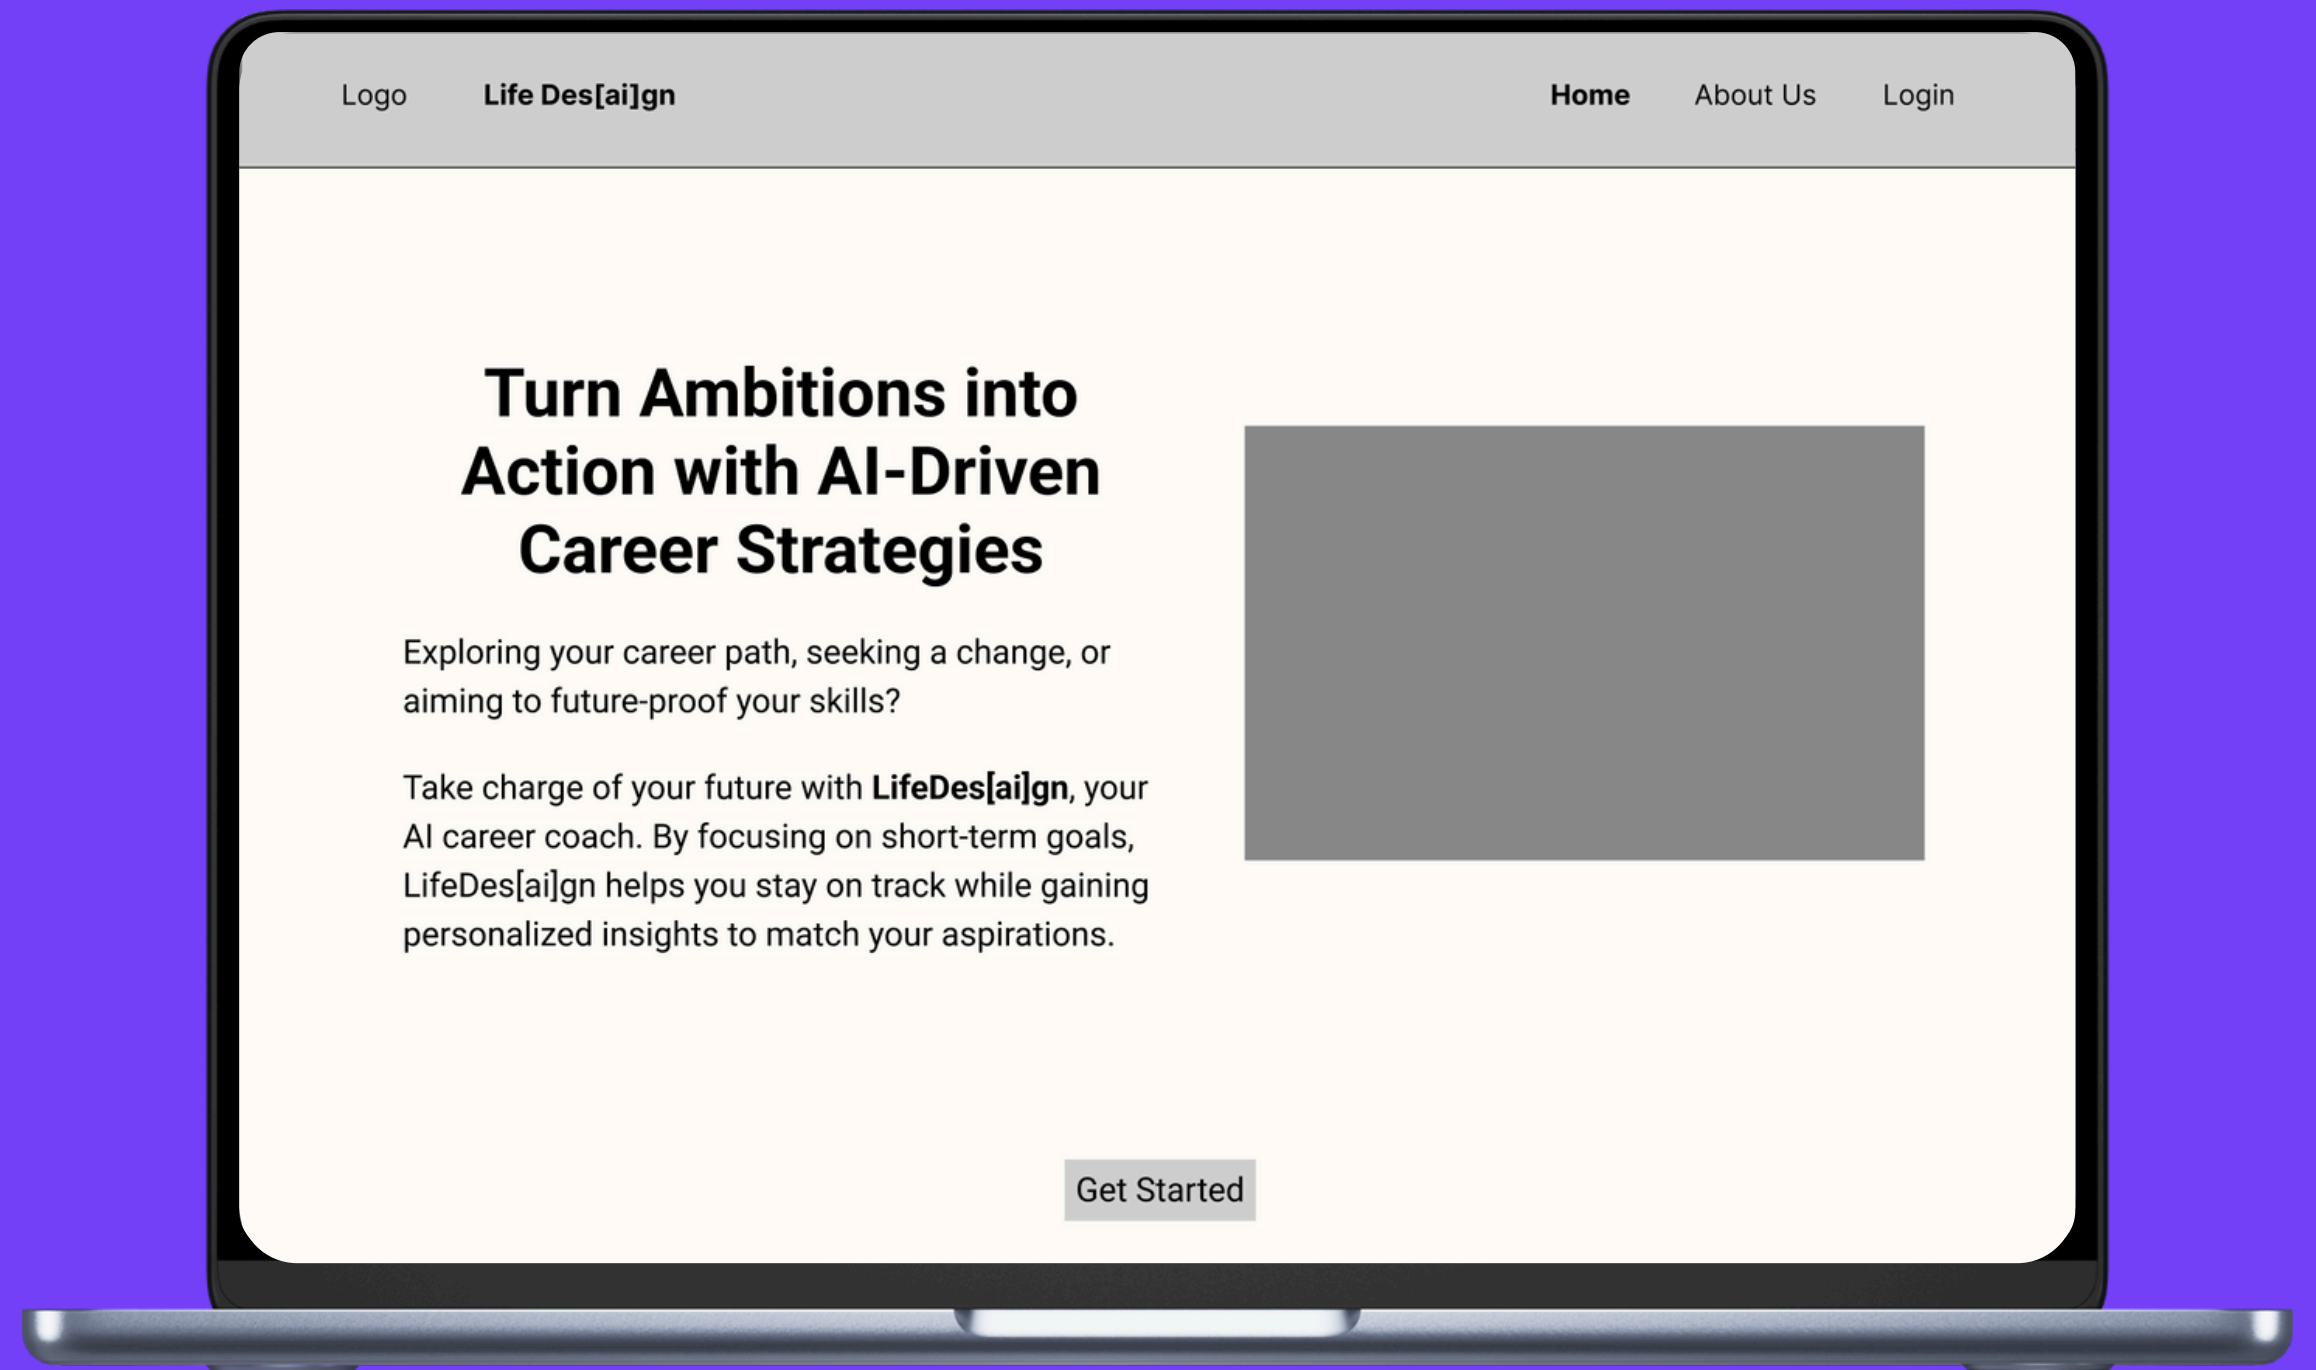 Logo Life Des[ai]gn Home About Us Login
Turn Ambitions into
Action with AI-Driven
Career Strategies
Exploring your career path, seeking a change, or
aiming to future-proof your skills?
Take charge of your future with LifeDes[ai]gn, your
AI career coach. By focusing on short-term goals,
LifeDes[ai]gn helps you stay on track while gaining
personalized insights to match your aspirations.
Get Started